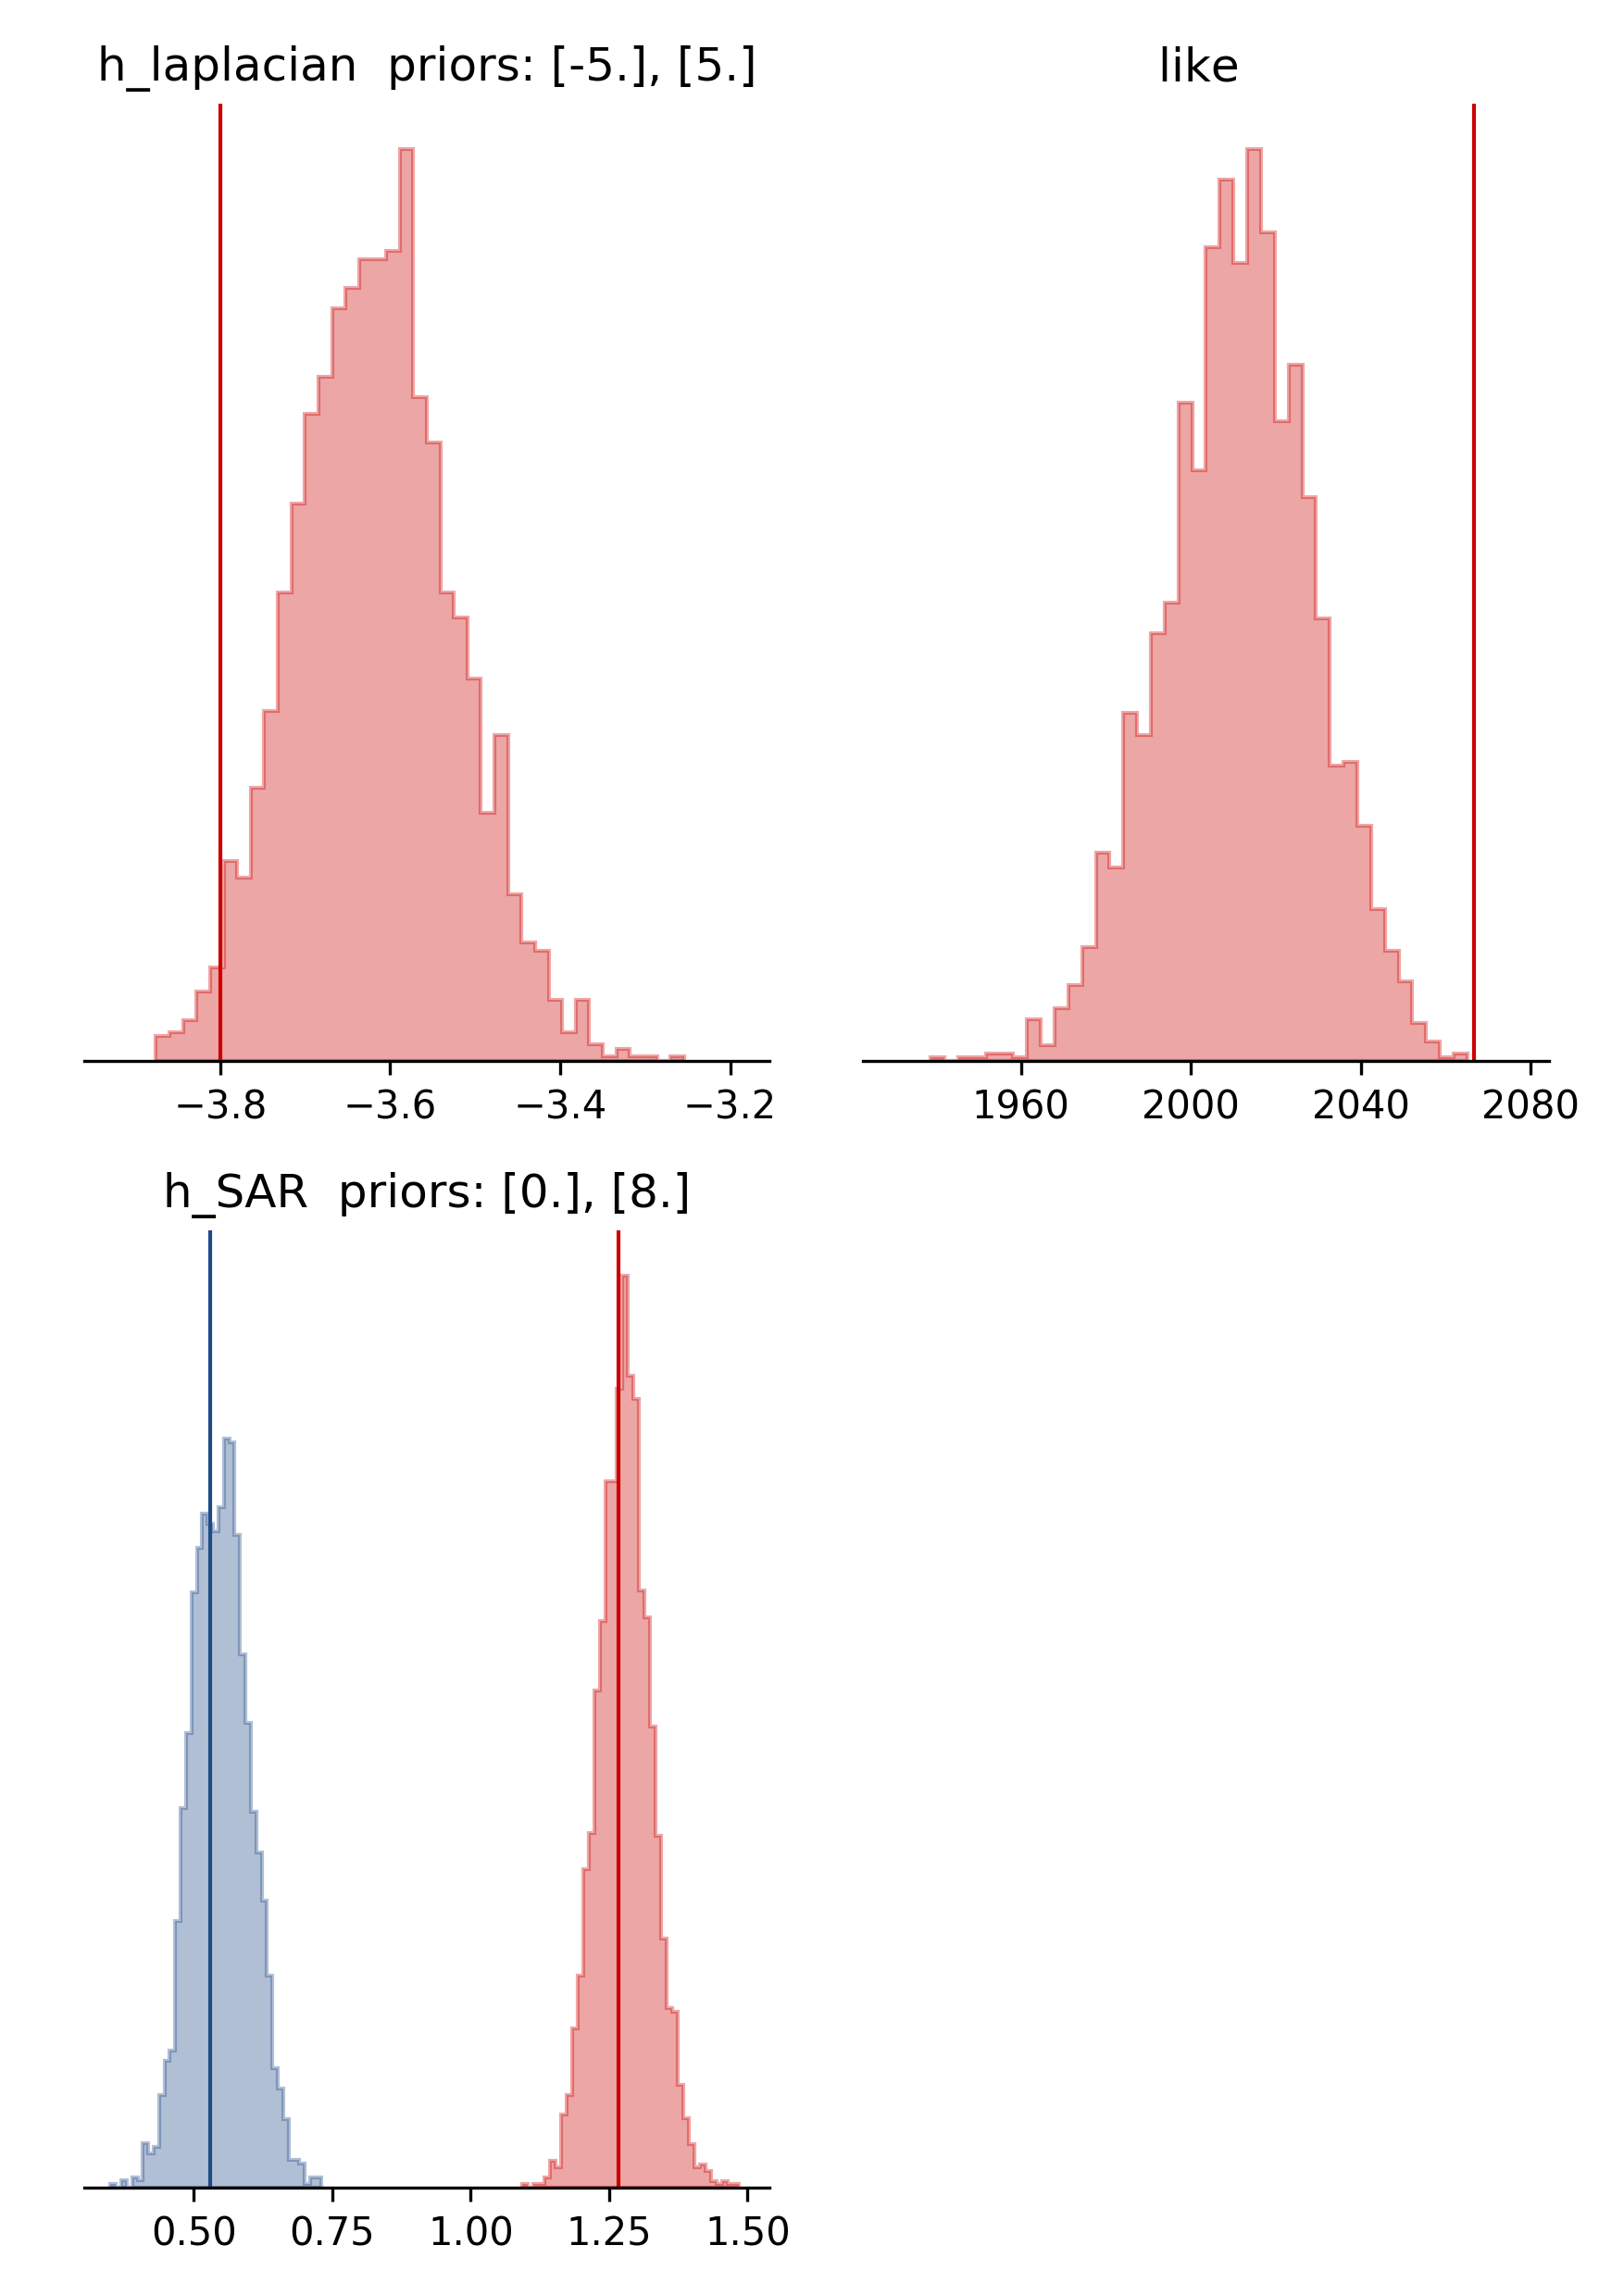 h_laplacian  priors: [-5.], [5.]
like
−3.8 −3.6 −3.4 −3.2
1960 2000 2040 2080
h_SAR  priors: [0.], [8.]
0.50 0.75 1.00 1.25 1.50